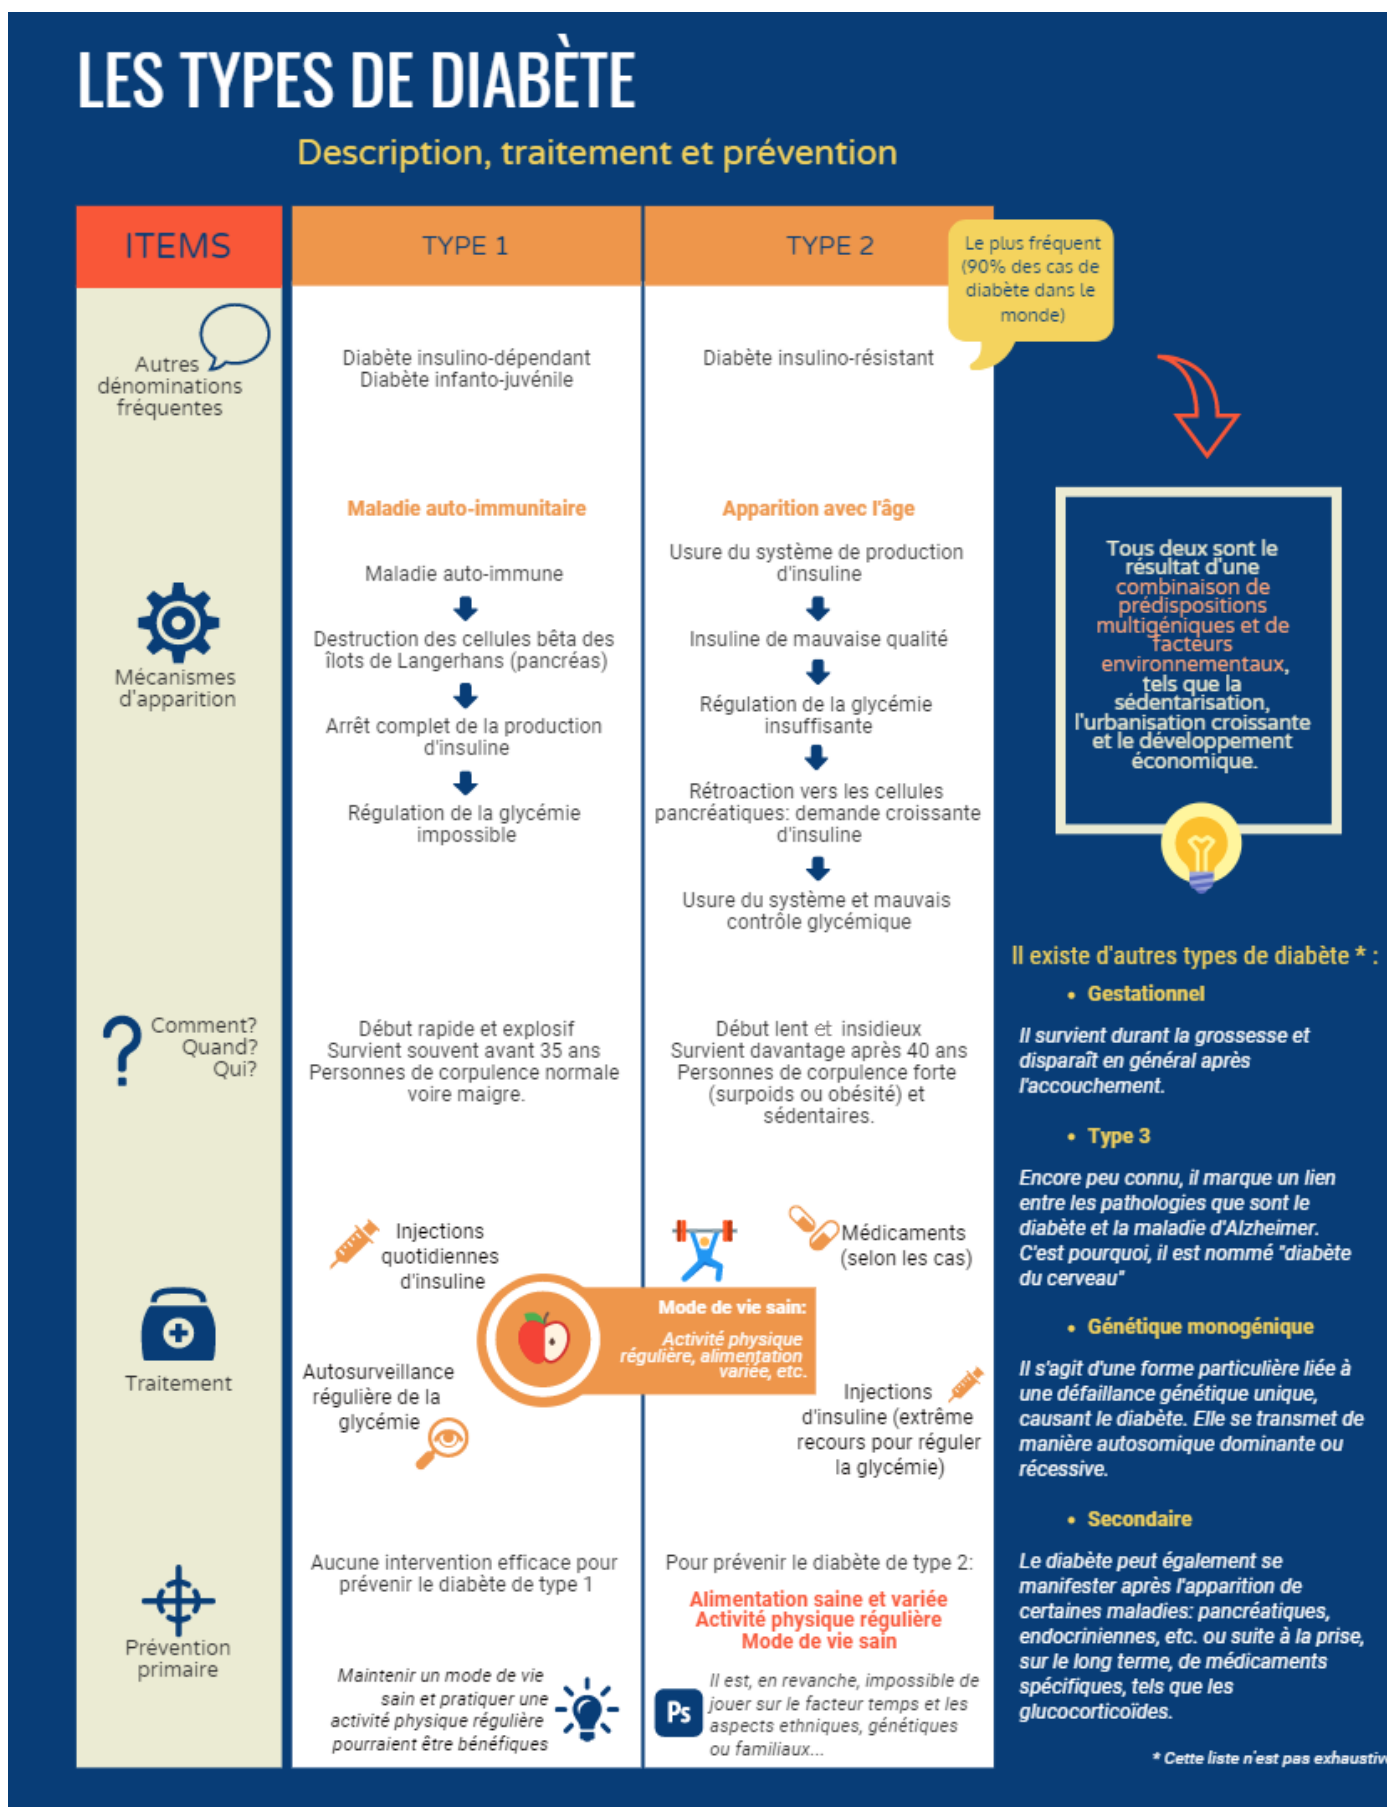 LES TYPES DE DIABÈTE
Description, traitement et prévention
ITEMS
TYPE 1
TYPE 2
Le plus fréquent
(90% des cas de
diabète dans le
monde)
Autres
dénominations
fréquentes
Diabète insulino-dépendant
Diabète infanto-juvénile
Diabète insulino-résistant
Mécanismes
d'apparition
Maladie auto-immunitaire
Maladie auto-immune
Destruction des cellules bêta des
îlots de Langerhans (pancréas)
Arrêt complet de la production
d'insuline
Régulation de la glycémie
impossible
Apparition avec l'âge
Usure du système de production
d'insuline
Insuline de mauvaise qualité
Régulation de la glycémie
insuffisante
Rétroaction vers les cellules
pancréatiques: demande croissante
d'insuline
Usure du système et mauvais
contrôle glycémique
Tous deux sont le
résultat d'une
combinaison de
prédispositions
multigéniques et de
facteurs
environnementaux,
tels que la
sédentarisation,
l'urbanisation croissante
et le développement
économique.
Comment?
Quand?
Qui?
Début rapide et explosif
Survient souvent avant 35 ans
Personnes de corpulence normale
voire maigre.
Début lent et insidieux
Survient davantage après 40 ans
Personnes de corpulence forte
(surpoids ou obésité) et
sédentaires.
Traitement
Injections
quotidiennes
d'insuline
Autosurveillance
régulière de la
glycémie
Mode de vie sain:
Activité physique
régulière, alimentation
variée, etc.
Médicaments
(selon les cas)
Injections
d'insuline (extrême
recours pour réguler
la glycémie)
Prévention
primaire
Aucune intervention efficace pour
prévenir le diabète de type 1
Maintenir un mode de vie
sain et pratiquer une
activité physique régulière
pourraient être bénéfiques
Pour prévenir le diabète de type 2:
Alimentation saine et variée
Activité physique régulière
Mode de vie sain
Ps
Il est, en revanche, impossible de
jouer sur le facteur temps et les
aspects ethniques, génétiques
ou familiaux...
Il existe d'autres types de diabète * :
• Gestationnel
Il survient durant la grossesse et
disparaît en général après
l'accouchement.
• Type 3
Encore peu connu, il marque un lien
entre les pathologies que sont le
diabète et la maladie d'Alzheimer.
C'est pourquoi, il est nommé "diabète
du cerveau"
• Génétique monogénique
Il s'agit d'une forme particulière liée à
une défaillance génétique unique,
causant le diabète. Elle se transmet de
manière autosomique dominante ou
récessive.
• Secondaire
Le diabète peut également se
manifester après l'apparition de
certaines maladies: pancréatiques,
endocriniennes, etc. ou suite à la prise,
sur le long terme, de médicaments
spécifiques, tels que les
glucocorticoïdes.
* Cette liste n'est pas exhaustive